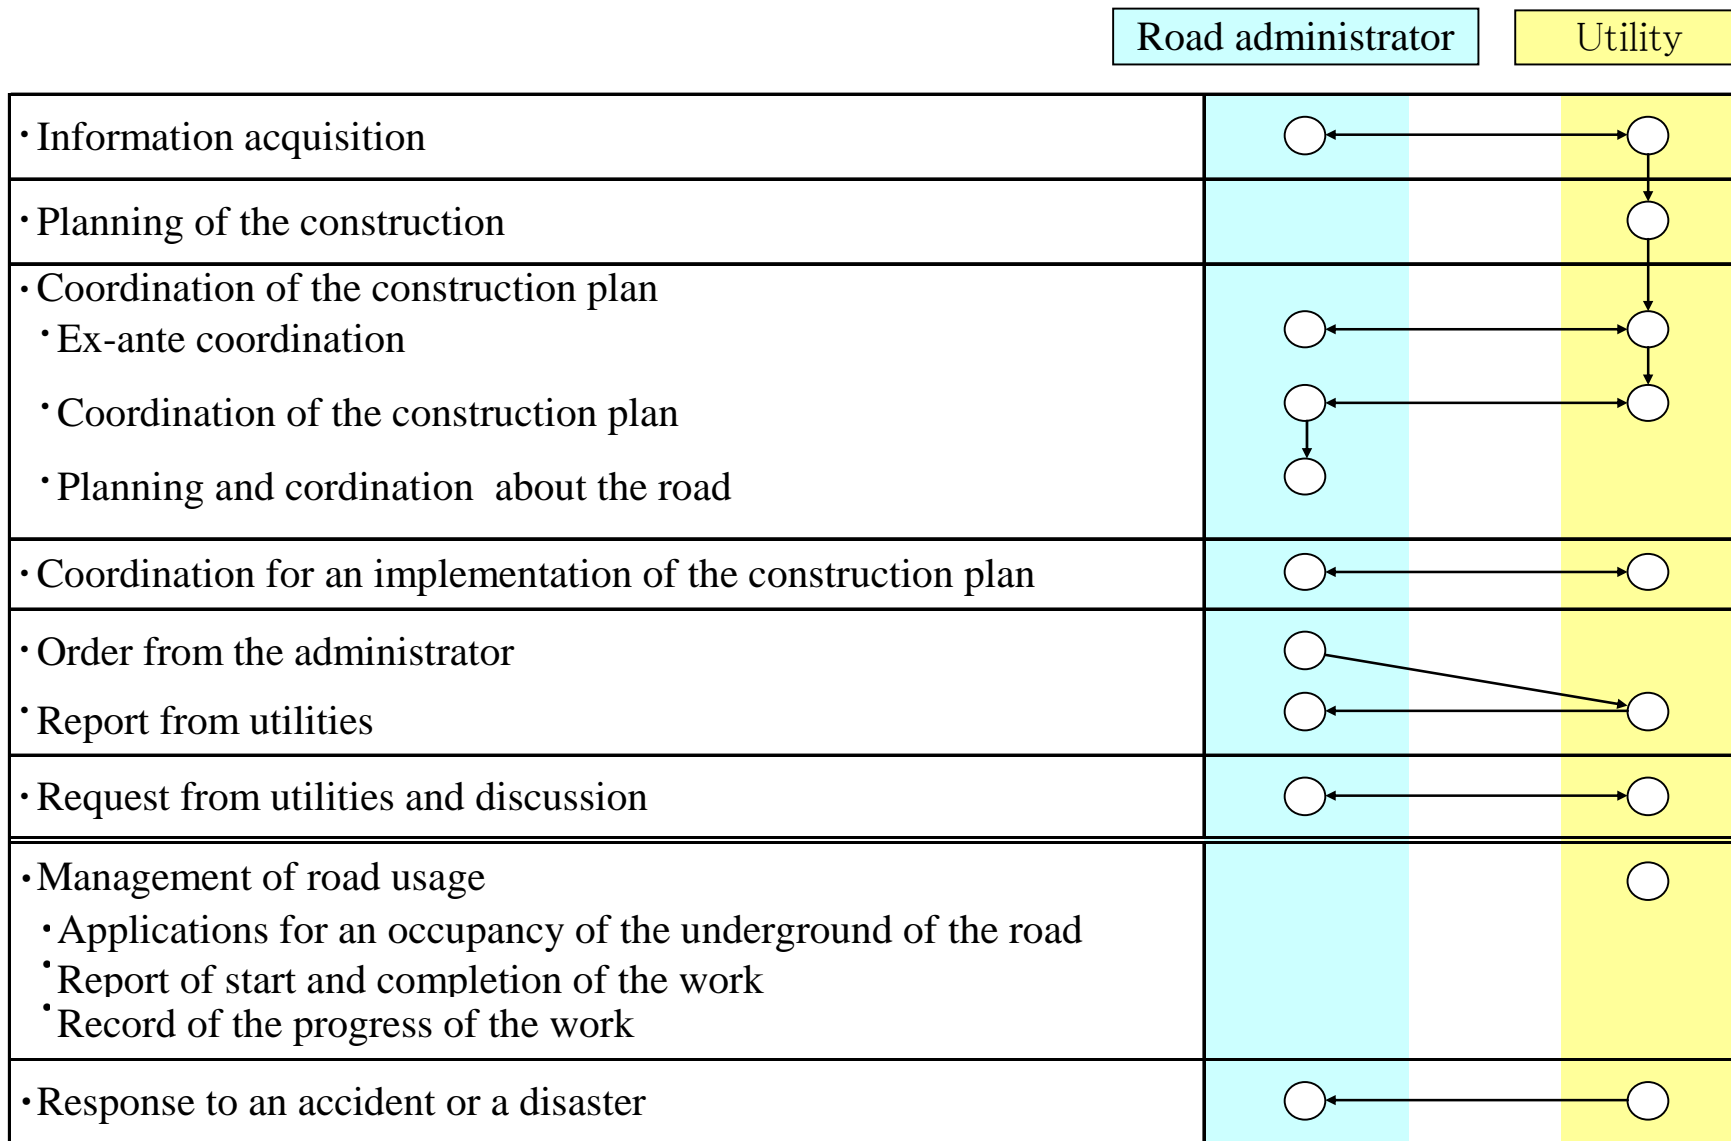 Road administrator
Utility
・Information acquisition
・Planning of the construction
・Coordination of the construction plan
・Ex-ante coordination
・Coordination of the construction plan
・Planning and cordination about the road
・Coordination for an implementation of the construction plan
・Order from the administrator
・Report from utilities
・Request from utilities and discussion
・Management of road usage
・Applications for an occupancy of the underground of the road
・Report of start and completion of the work
・Record of the progress of the work
・Response to an accident or a disaster